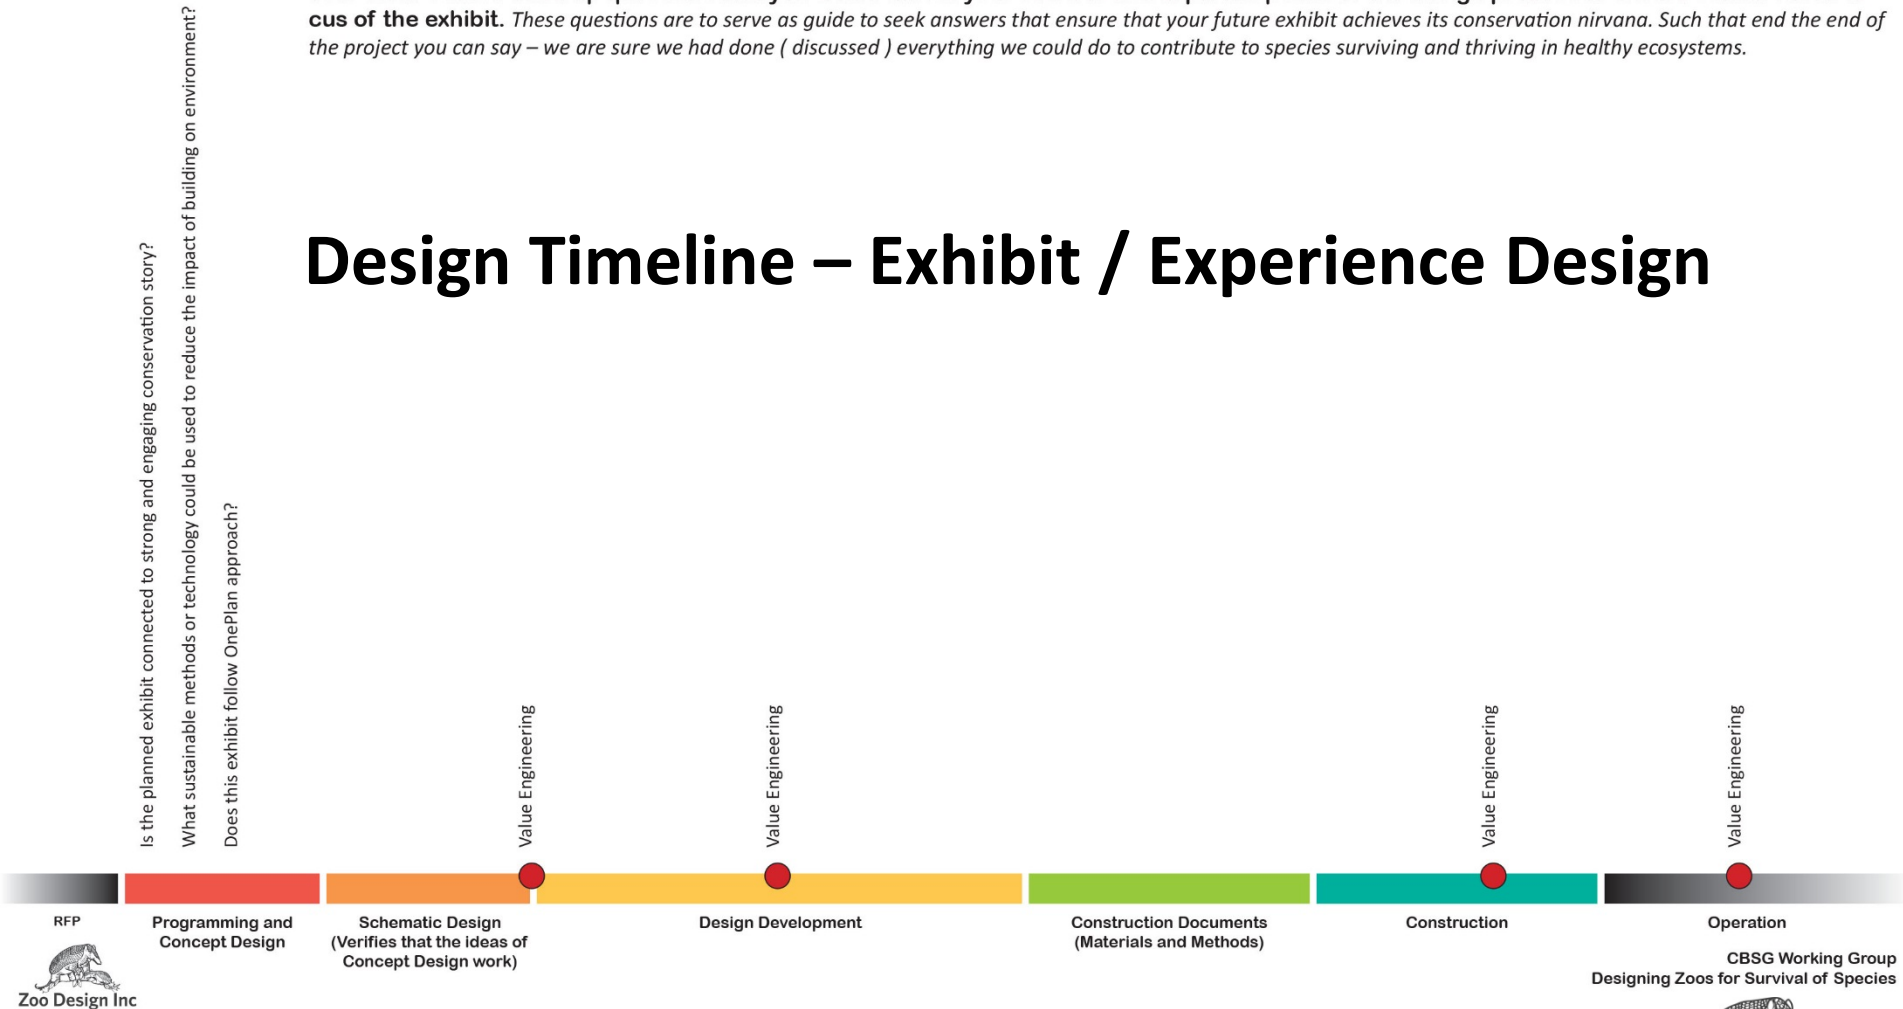 cus of the exhibit. These questions are to serve as guide to seek answers that ensure that your future exhibit achieves its conservation nirvana. Such that end the end of
the project you can say – we are sure we had done ( discussed ) everything we could do to contribute to species surviving and thriving in healthy ecosystems.
Design Timeline – Exhibit / Experience Design
Is the planned exhibit connected to strong and engaging conservation story?
What sustainable methods or technology could be used to reduce the impact of building on environment?
Does this exhibit follow OnePlan approach?
Value Engineering
Value Engineering
Value Engineering
Value Engineering
RFP
Programming and
Concept Design
Schematic Design
(Verifies that the ideas of
Concept Design work)
Design Development
Construction Documents
(Materials and Methods)
Construction
Operation
CBSG Working Group
Designing Zoos for Survival of Species
Zoo Design Inc